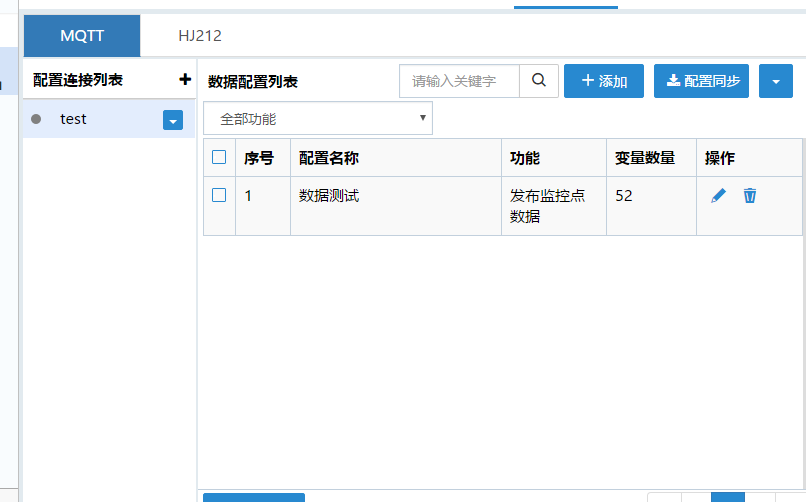 MQTT HJ212
配置连接列表
test
数据配置列表 请输入关键字 添加 配置同步
全部功能
序号 配置名称 功能 变量数量 操作
1 数据测试 发布监控点 52
数据